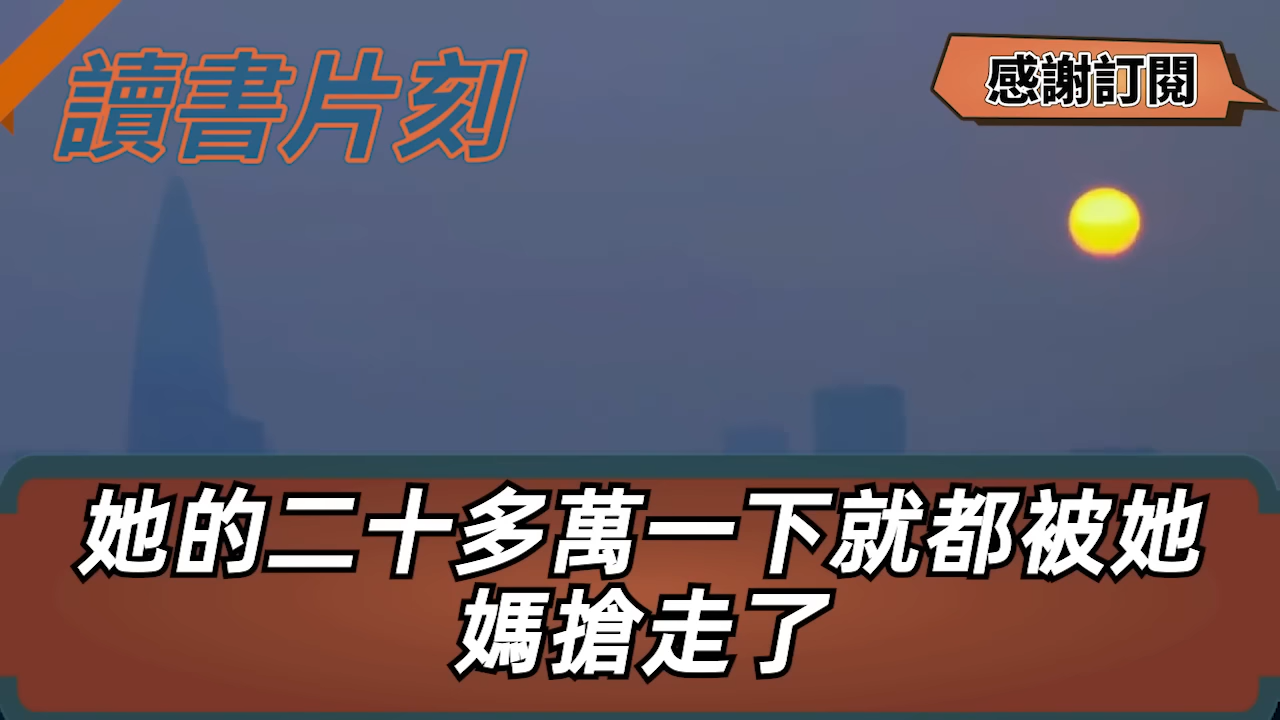 讀書片刻
感謝訂閱
她的二十多萬一下就都被她
媽搶走了